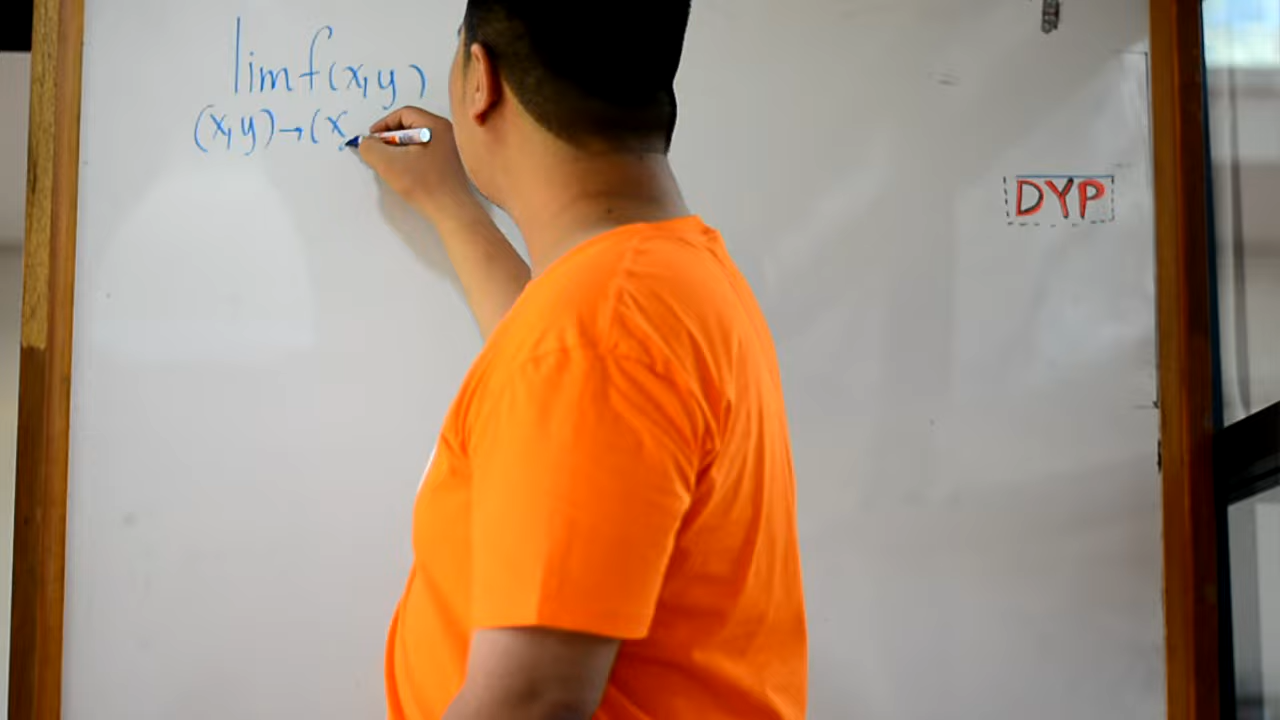 lim f(x, y)
(x, y) → (x
DYP